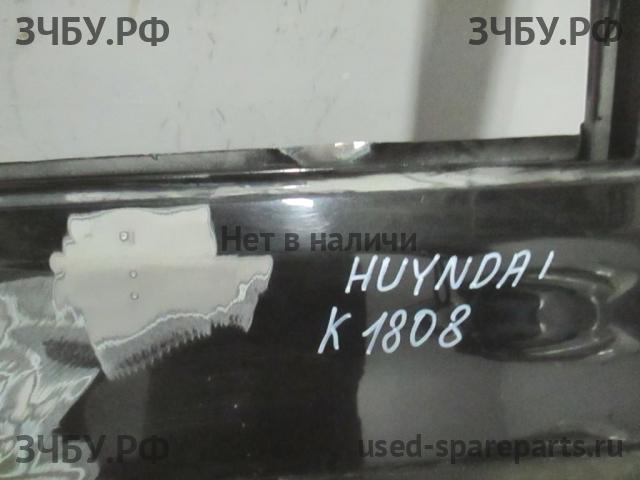 ЗЧБУ.РФ ЗЧБУ.РФ
Нет в наличи
HUYNDAI
K 1808
ЗЧБУ.РФ used-spareparts.ru